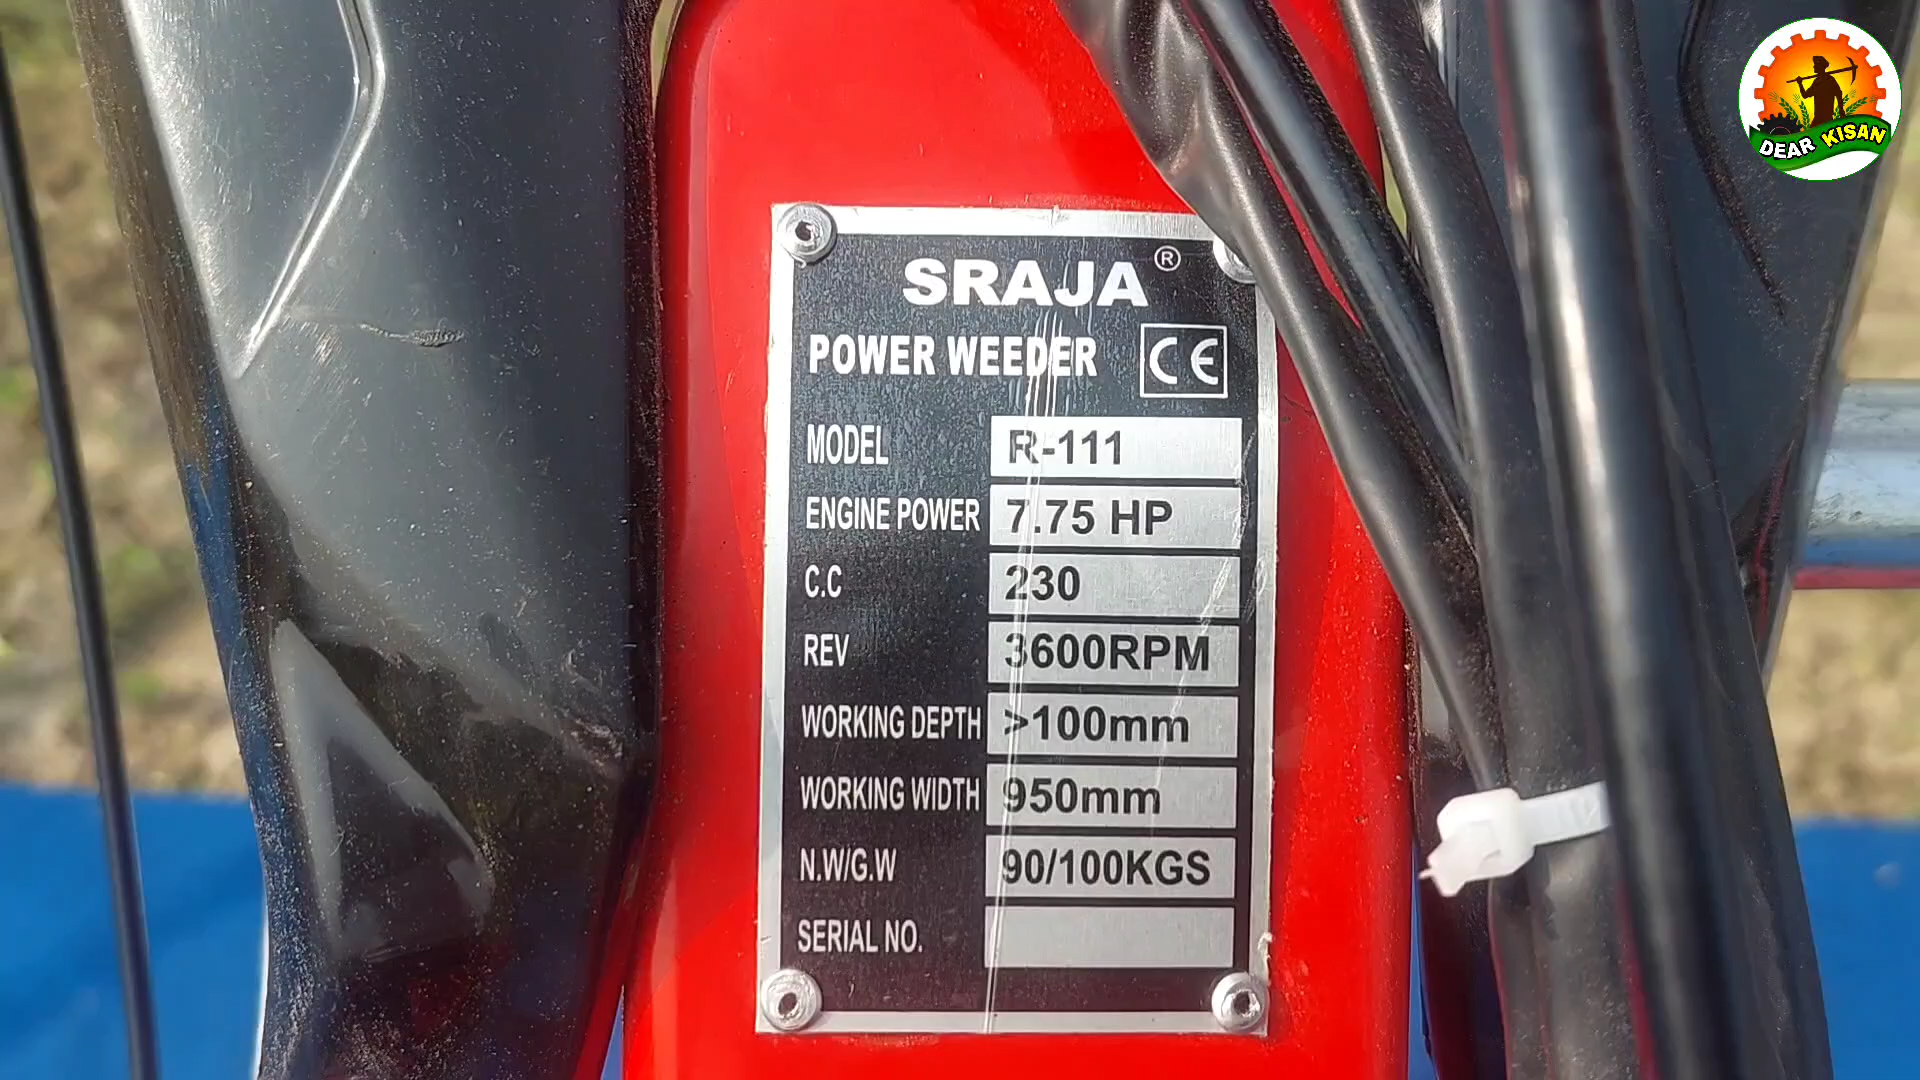 DEAR KISAN
SRAJA®
POWER WEEDER CE
MODEL R-111
ENGINE POWER 7.75 HP
C.C 230
REV 3600RPM
WORKING DEPTH >100mm
WORKING WIDTH 950mm
N.W/G.W 90/100KGS
SERIAL NO.